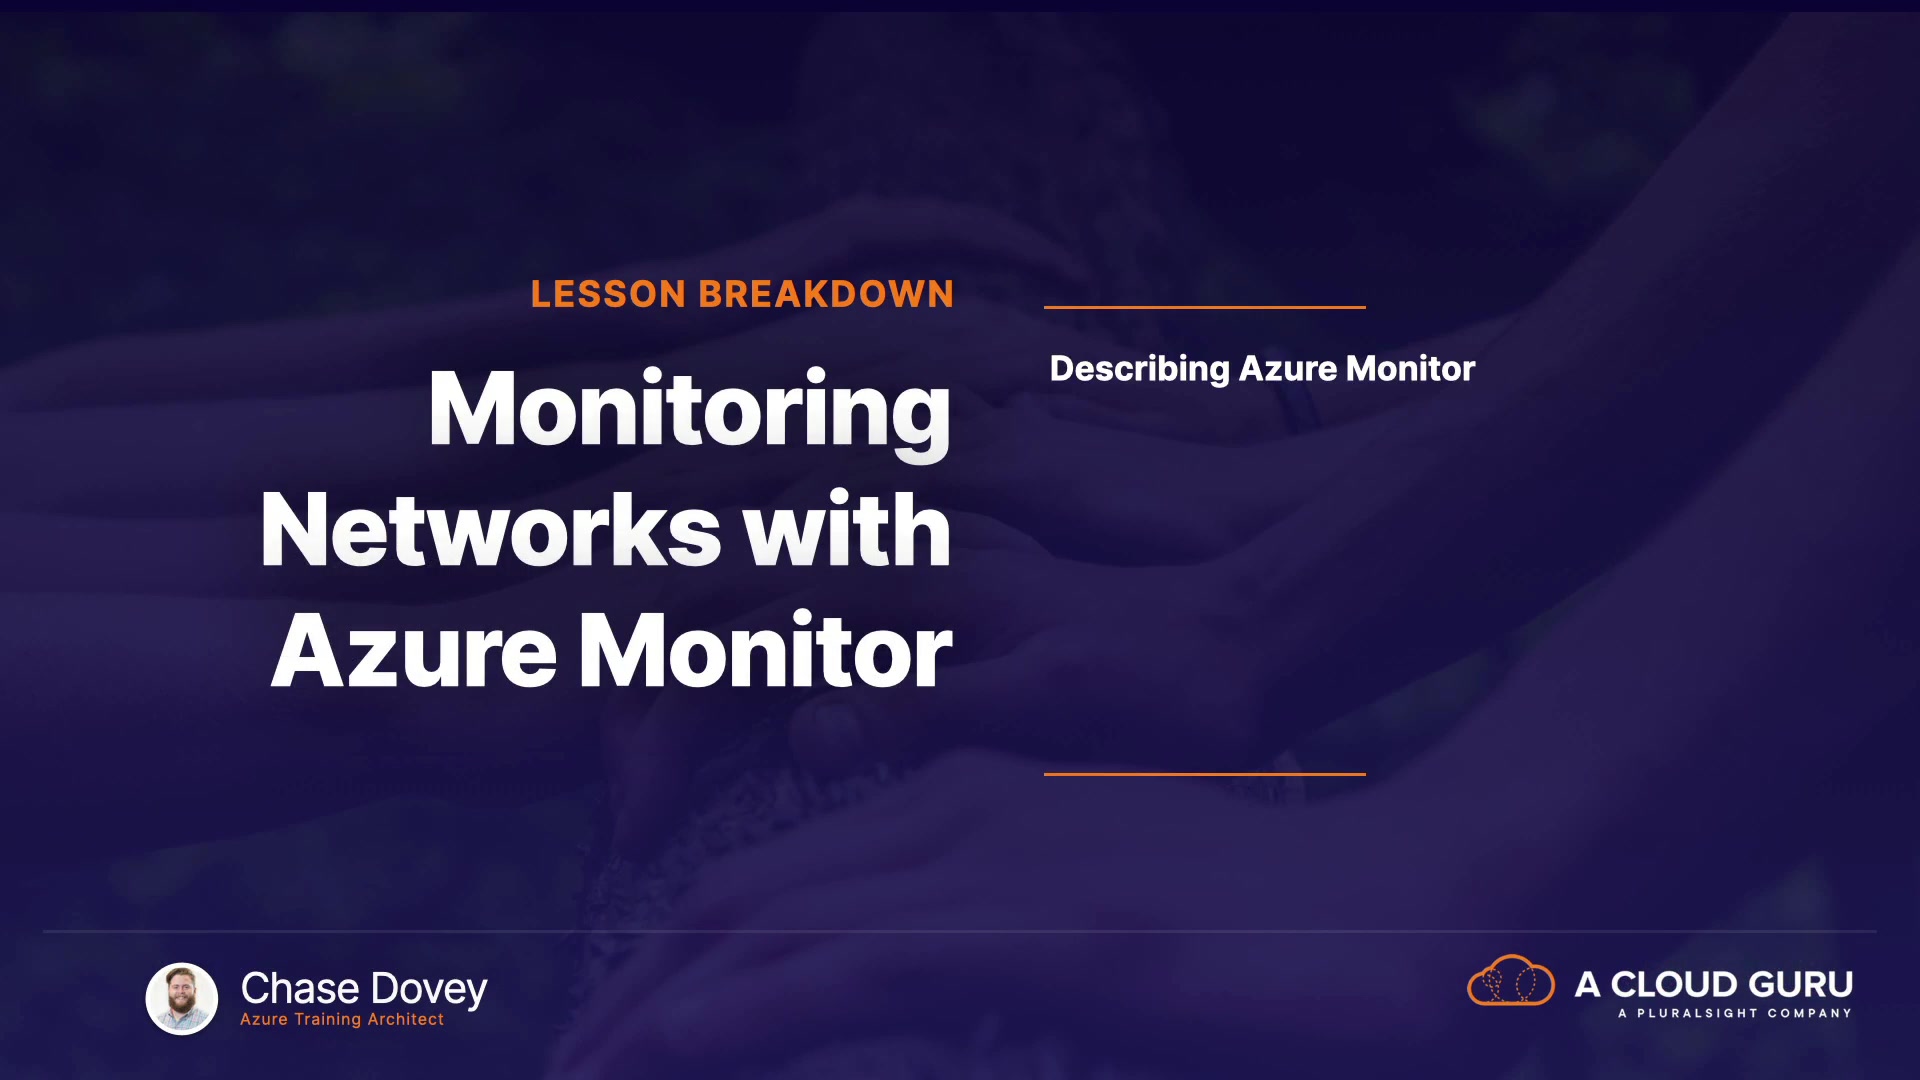 LESSON BREAKDOWN
Monitoring
Networks with
Azure Monitor
Describing Azure Monitor
Chase Dovey
Azure Training Architect
A CLOUD GURU
A PLURALSIGHT COMPANY